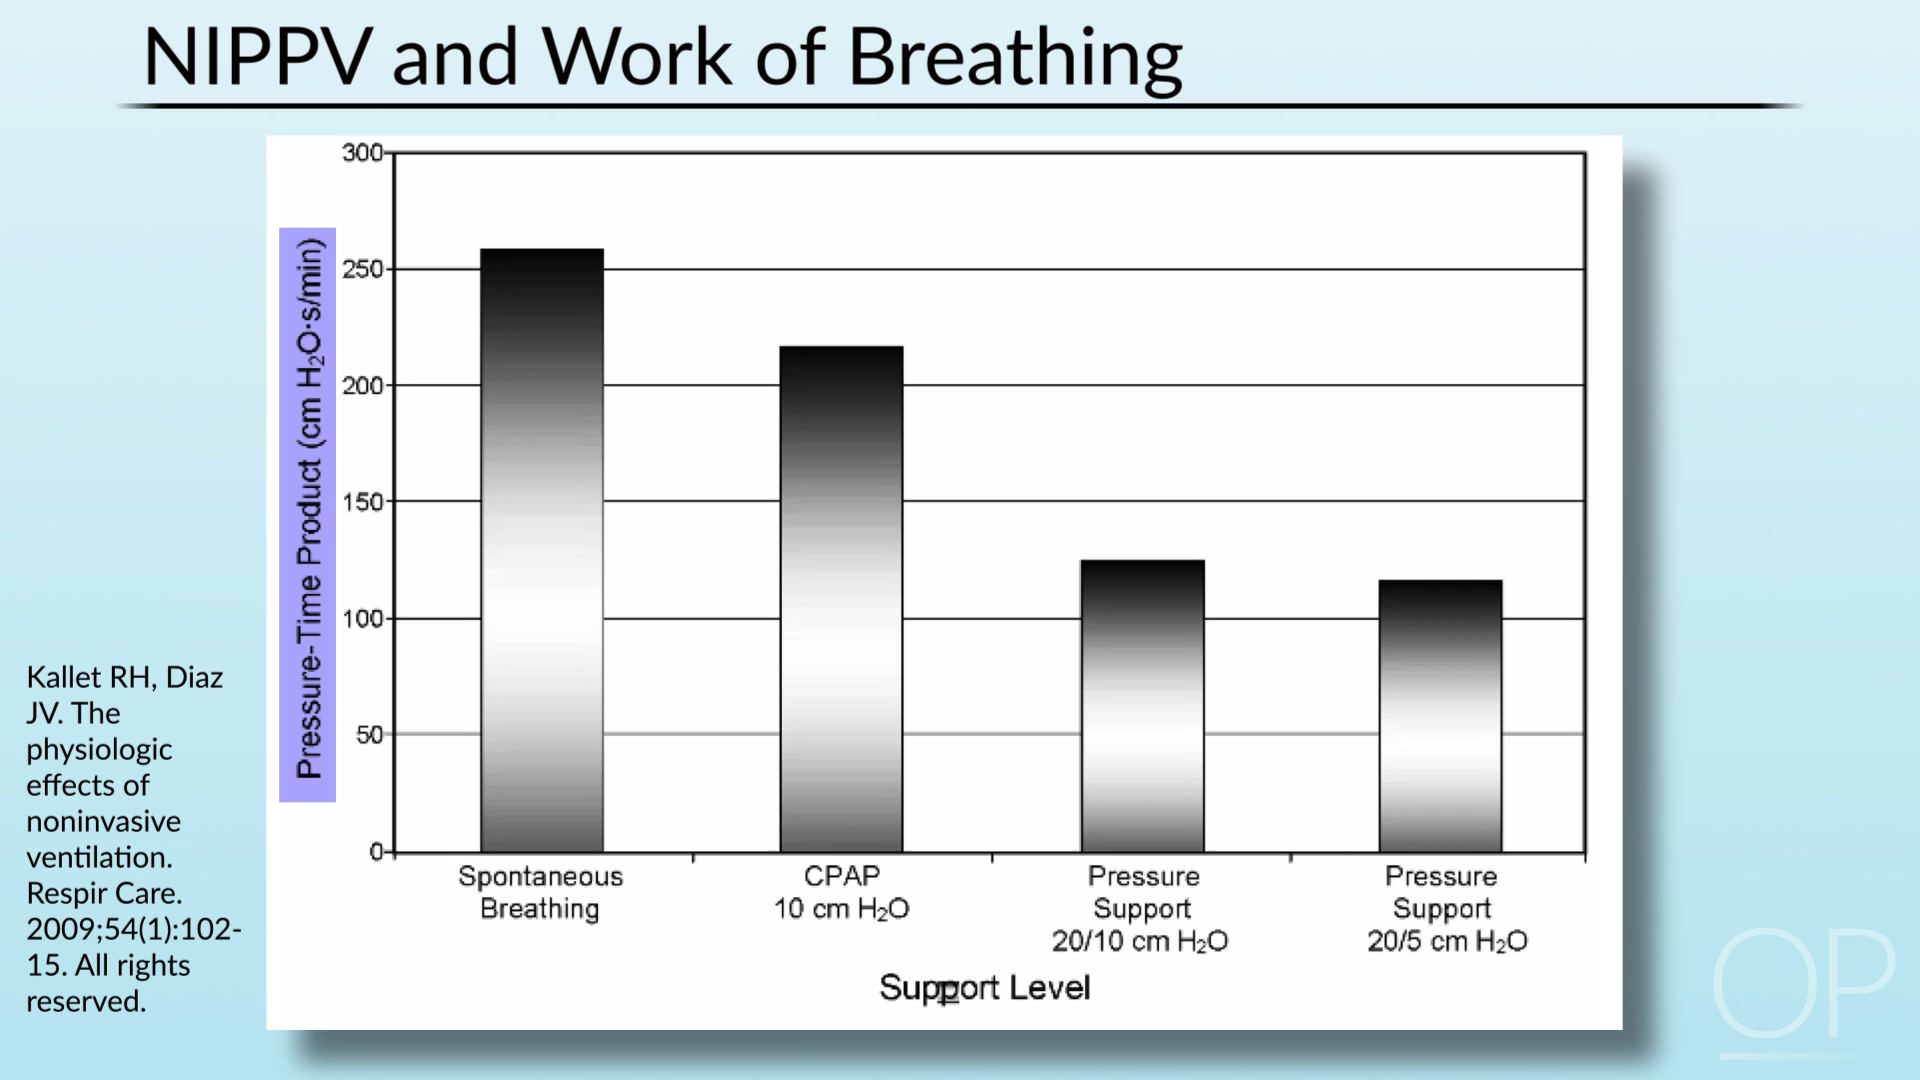 NIPPV and Work of Breathing
300
250
200
150
100
50
0
Pressure-Time Product (cm H₂O·s/min)
Spontaneous
Breathing
CPAP
10 cm H₂O
Pressure
Support
20/10 cm H₂O
Pressure
Support
20/5 cm H₂O
Support Level
Kallet RH, Diaz
JV. The
physiologic
effects of
noninvasive
ventilation.
Respir Care.
2009;54(1):102-
15. All rights
reserved.
OP